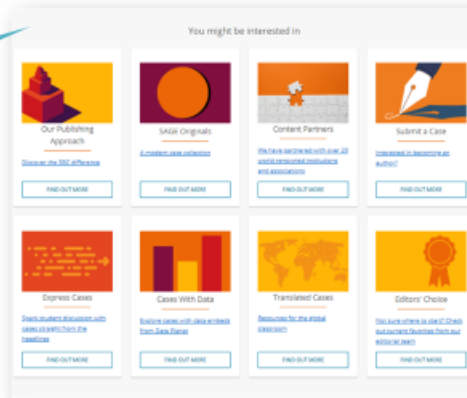 You might be interested in
Our Publishing
Approach
Discover the SBC difference
FIND OUT MORE
SAGE Originals
A modern case collection
FIND OUT MORE
Content Partners
We have partnered with over 20
world renowned institutions
and associations
FIND OUT MORE
Submit a Case
Interested in becoming an
author?
FIND OUT MORE
Express Cases
Spark student discussion with
cases straight from the
headlines
FIND OUT MORE
Cases With Data
Explore cases with data embeds
from Data Planet
FIND OUT MORE
Translated Cases
Resources for the global
classroom
FIND OUT MORE
Editors' Choice
Not sure where to start? Check
out current favorites from our
editorial team
FIND OUT MORE